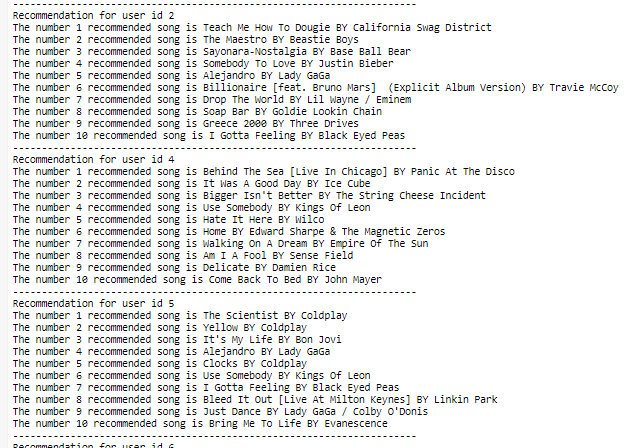 ----------------------------------------------------------------------
Recommendation for user id 2
The number 1 recommended song is Teach Me How To Dougie BY California Swag District
The number 2 recommended song is The Maestro BY Beastie Boys
The number 3 recommended song is Sayonara-Nostalgia BY Base Ball Bear
The number 4 recommended song is Somebody To Love BY Justin Bieber
The number 5 recommended song is Alejandro BY Lady GaGa
The number 6 recommended song is Billionaire [feat. Bruno Mars]  (Explicit Album Version) BY Travie McCoy
The number 7 recommended song is Drop The World BY Lil Wayne / Eminem
The number 8 recommended song is Soap Bar BY Goldie Lookin Chain
The number 9 recommended song is Greece 2000 BY Three Drives
The number 10 recommended song is I Gotta Feeling BY Black Eyed Peas
----------------------------------------------------------------------
Recommendation for user id 4
The number 1 recommended song is Behind The Sea [Live In Chicago] BY Panic At The Disco
The number 2 recommended song is It Was A Good Day BY Ice Cube
The number 3 recommended song is Bigger Isn't Better BY The String Cheese Incident
The number 4 recommended song is Use Somebody BY Kings Of Leon
The number 5 recommended song is Hate It Here BY Wilco
The number 6 recommended song is Home BY Edward Sharpe & The Magnetic Zeros
The number 7 recommended song is Walking On A Dream BY Empire Of The Sun
The number 8 recommended song is Am I A Fool BY Sense Field
The number 9 recommended song is Delicate BY Damien Rice
The number 10 recommended song is Come Back To Bed BY John Mayer
----------------------------------------------------------------------
Recommendation for user id 5
The number 1 recommended song is The Scientist BY Coldplay
The number 2 recommended song is Yellow BY Coldplay
The number 3 recommended song is It's My Life BY Bon Jovi
The number 4 recommended song is Alejandro BY Lady GaGa
The number 5 recommended song is Clocks BY Coldplay
The number 6 recommended song is Use Somebody BY Kings Of Leon
The number 7 recommended song is I Gotta Feeling BY Black Eyed Peas
The number 8 recommended song is Bleed It Out [Live At Milton Keynes] BY Linkin Park
The number 9 recommended song is Just Dance BY Lady GaGa / Colby O'Donis
The number 10 recommended song is Bring Me To Life BY Evanescence
----------------------------------------------------------------------
Recommendation for user id 6